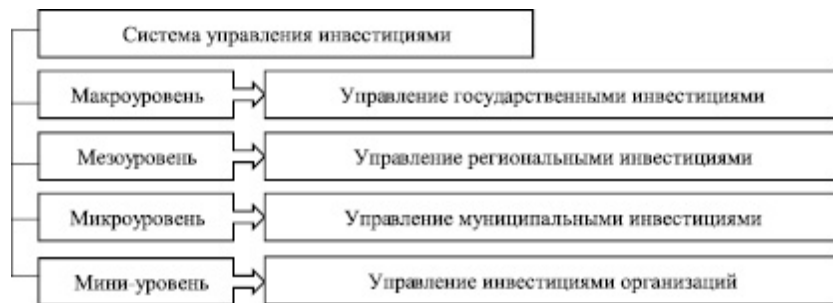 Система управления инвестициями
Макроуровень Управление государственными инвестициями
Мезоуровень Управление региональными инвестициями
Микроуровень Управление муниципальными инвестициями
Мини-уровень Управление инвестициями организаций